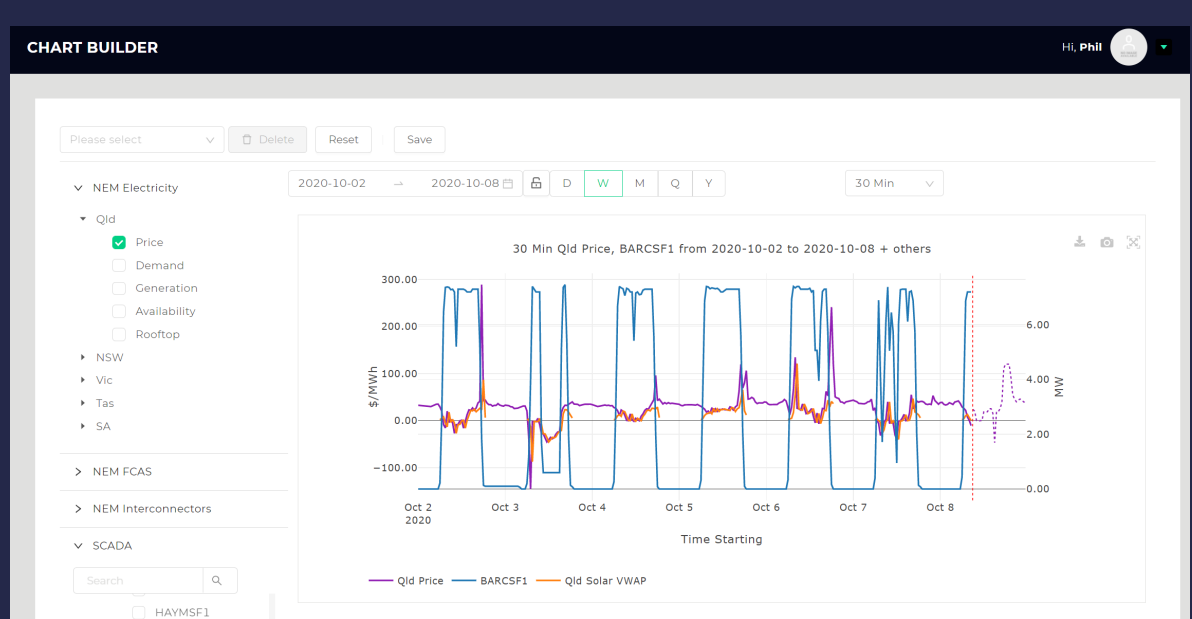 CHART BUILDER
Hi, Phil
Please select
Delete
Reset
Save
NEM Electricity
2020-10-02 → 2020-10-08
D
W
M
Q
Y
30 Min
Qld
Price
Demand
Generation
Availability
Rooftop
NSW
Vic
Tas
SA
NEM FCAS
NEM Interconnectors
SCADA
Search
HAYMSF1
30 Min Qld Price, BARCSF1 from 2020-10-02 to 2020-10-08 + others
300.00
200.00
100.00
0.00
−100.00
$/MWh
6.00
4.00
2.00
0.00
MW
Oct 2
2020
Oct 3
Oct 4
Oct 5
Oct 6
Oct 7
Oct 8
Time Starting
Qld Price
BARCSF1
Qld Solar VWAP